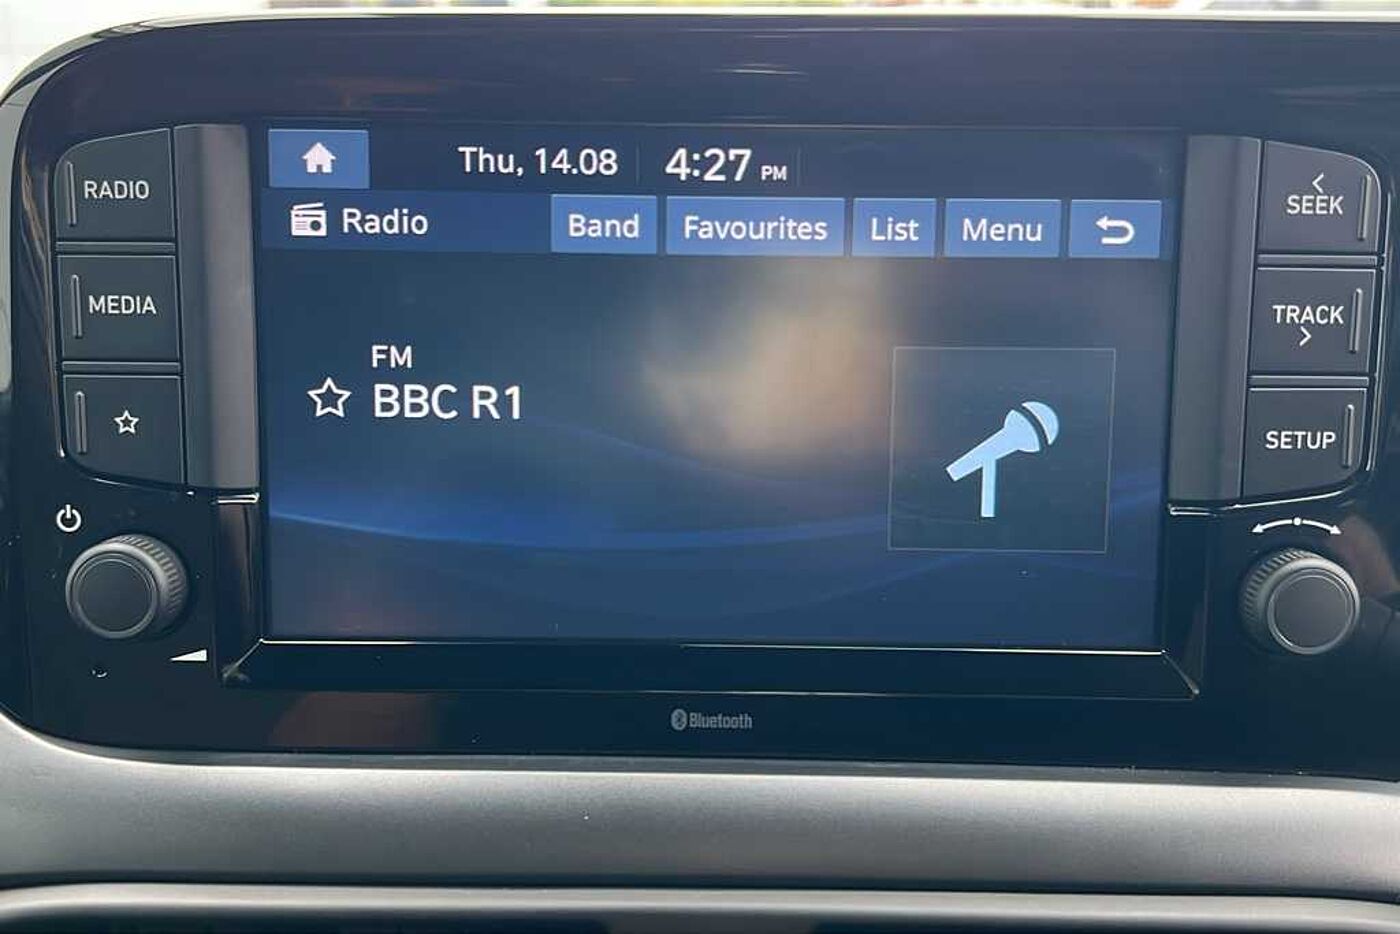 RADIO
MEDIA
Thu, 14.08
4:27 PM
Radio
Band
Favourites
List
Menu
FM
BBC R1
SEEK
TRACK
SETUP
Bluetooth